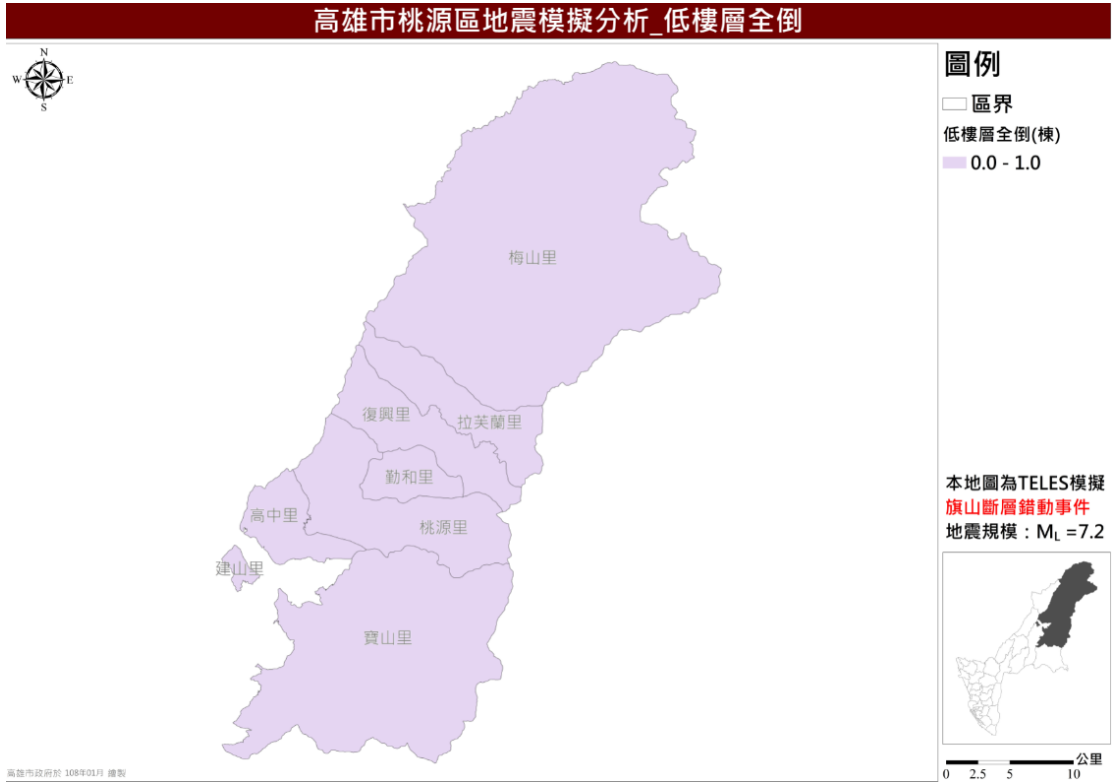 高雄市桃源區地震模擬分析_低樓層全倒
N
W
E
S
圖例
區界
低樓層全倒(棟)
0.0 - 1.0
梅山里
復興里
拉芙蘭里
勤和里
高中里
桃源里
建山里
寶山里
本地圖為TELES模擬
旗山斷層錯動事件
地震規模：ML =7.2
公里
0 2.5 5 10
高雄市政府於 108年01月 繪製